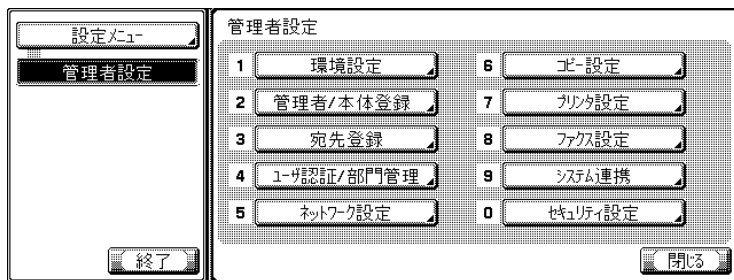 設定メニュー
管理者設定
終了
管理者設定
1 環境設定
2 管理者/本体登録
3 宛先登録
4 ユーザ認証/部門管理
5 ネットワーク設定
6 コピー設定
7 プリンタ設定
8 ファクス設定
9 システム連携
0 セキュリティ設定
閉じる